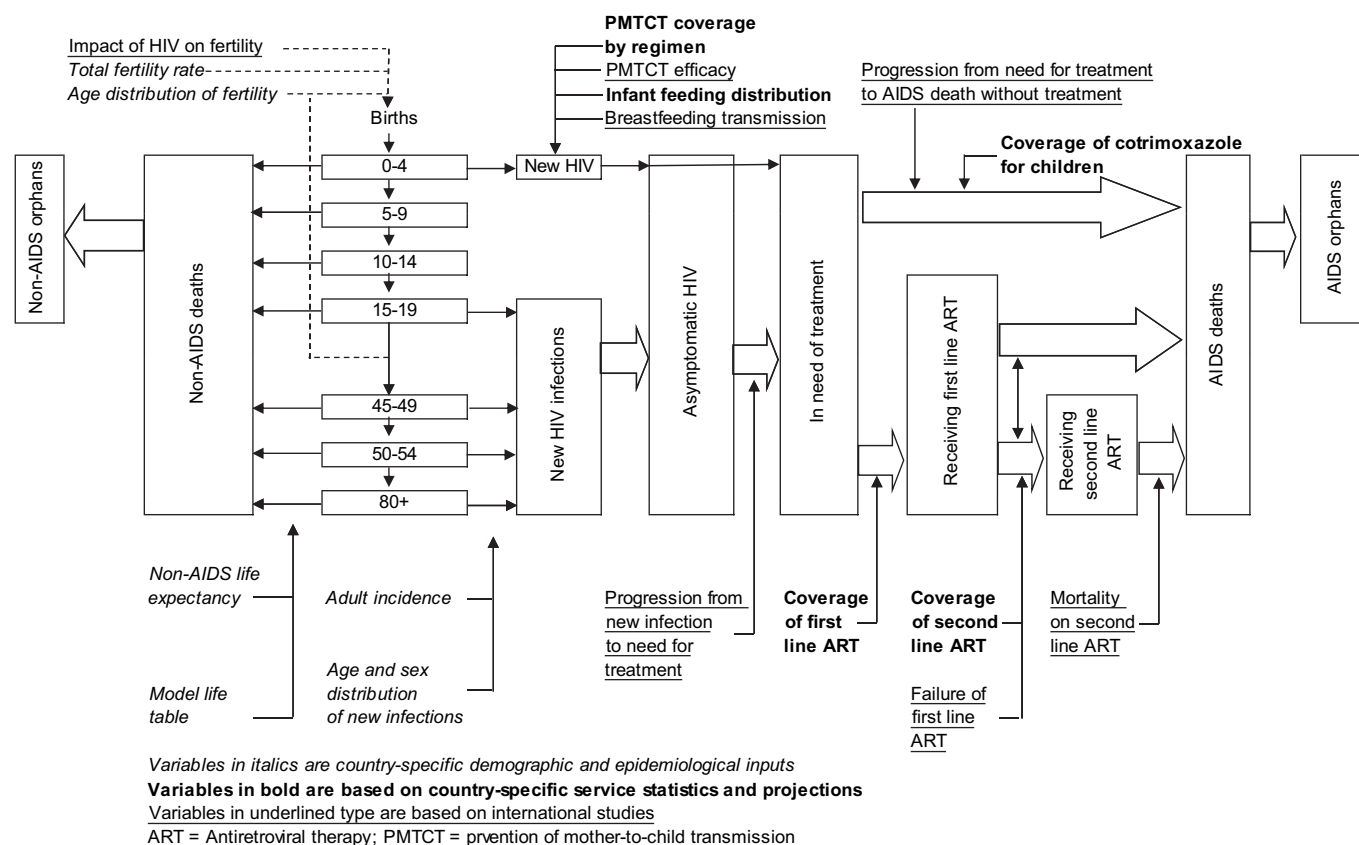 Impact of HIV on fertility
Total fertility rate
Age distribution of fertility
Births
PMTCT coverage
by regimen
PMTCT efficacy
Infant feeding distribution
Breastfeeding transmission
Progression from need for treatment
to AIDS death without treatment
Coverage of cotrimoxazole
for children
Non-AIDS orphans
Non-AIDS deaths
0-4
5-9
10-14
15-19
45-49
50-54
80+
New HIV
New HIV infections
Asymptomatic HIV
In need of treatment
Receiving first line ART
Receiving
second line
ART
AIDS deaths
AIDS orphans
Non-AIDS life
expectancy
Model life
table
Adult incidence
Age and sex
distribution
of new infections
Progression from
new infection
to need for
treatment
Coverage
of first
line ART
Coverage
of second
line ART
Failure of
first line
ART
Mortality
on second
line ART
Variables in italics are country-specific demographic and epidemiological inputs
Variables in bold are based on country-specific service statistics and projections
Variables in underlined type are based on international studies
ART = Antiretroviral therapy; PMTCT = prvention of mother-to-child transmission